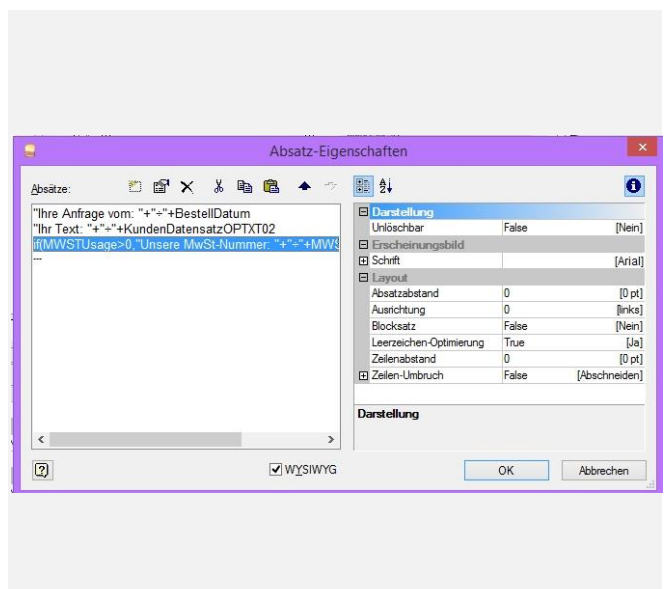 Absatz-Eigenschaften
Absätze:
"Ihre Anfrage vom: "+"÷"+BestellDatum
"Ihr Text: "+"÷"+KundenDatensatzOPTXT02
if(MWSTUsage>0,"Unsere MwSt-Nummer: "+"÷"+MWS
---
Darstellung
Unlöschbar False [Nein]
Erscheinungsbild
Schrift [Arial]
Layout
Absatzabstand 0 [0 pt]
Ausrichtung 0 [links]
Blocksatz False [Nein]
Leerzeichen-Optimierung True [Ja]
Zeilenabstand 0 [0 pt]
Zeilen-Umbruch False [Abschneiden]
Darstellung
WYSIWYG
OK
Abbrechen